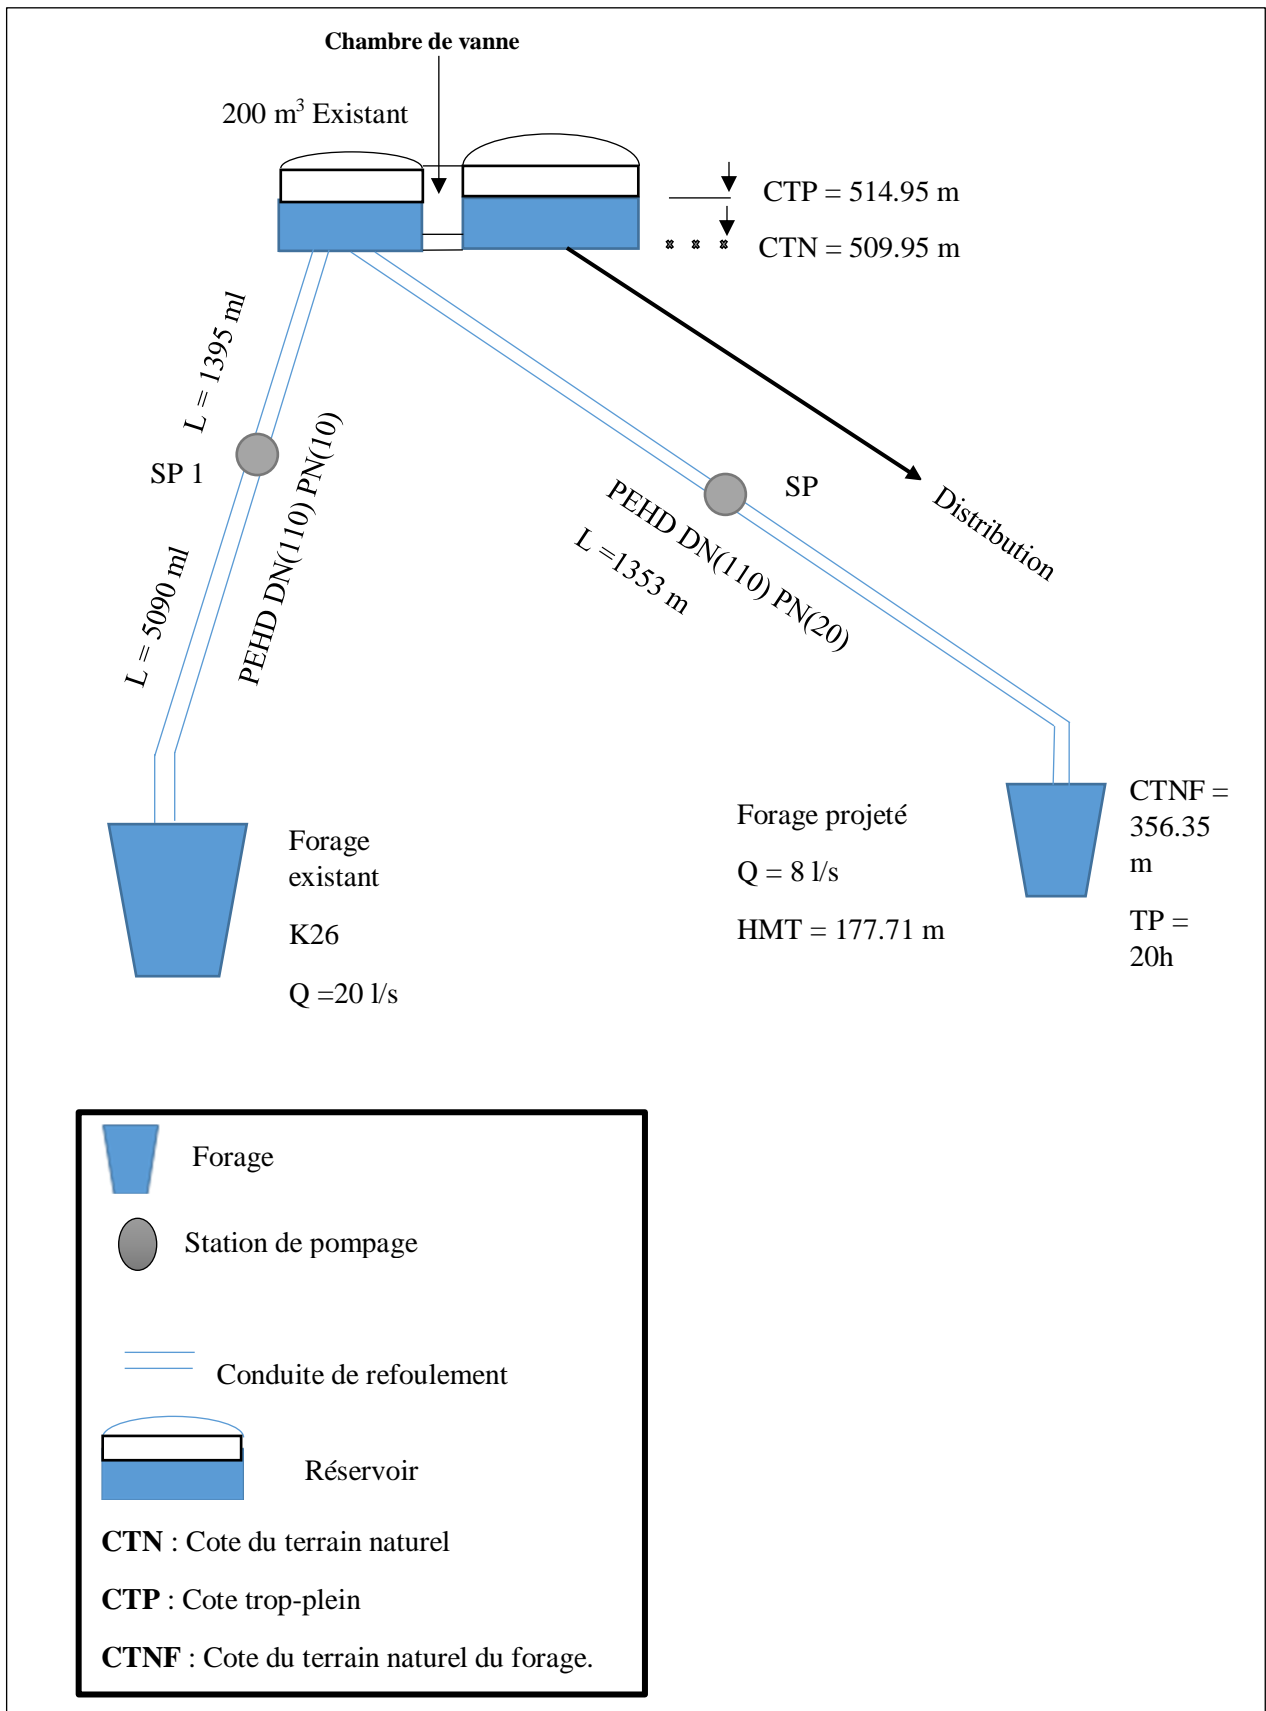 Chambre de vanne
200 m³ Existant
CTP = 514.95 m
CTN = 509.95 m
L = 1395 ml
SP 1
PEHD DN(110) PN(10)
L = 5090 ml
SP
PEHD DN(110) PN(20)
L =1353 m
Distribution
Forage
existant
K26
Q =20 l/s
Forage projeté
Q = 8 l/s
HMT = 177.71 m
CTNF =
356.35
m
TP =
20h
Forage
Station de pompage
Conduite de refoulement
Réservoir
CTN : Cote du terrain naturel
CTP : Cote trop-plein
CTNF : Cote du terrain naturel du forage.